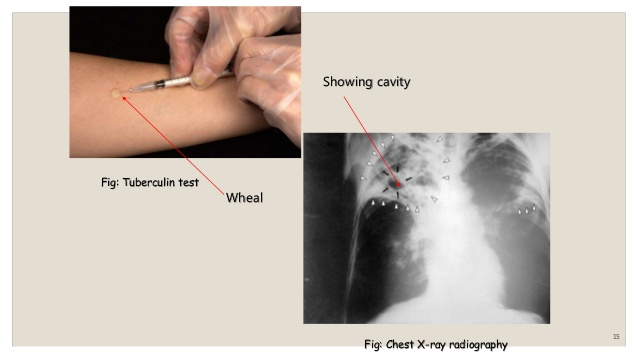 Showing cavity
Fig: Tuberculin test
Wheal
15
Fig: Chest X-ray radiography